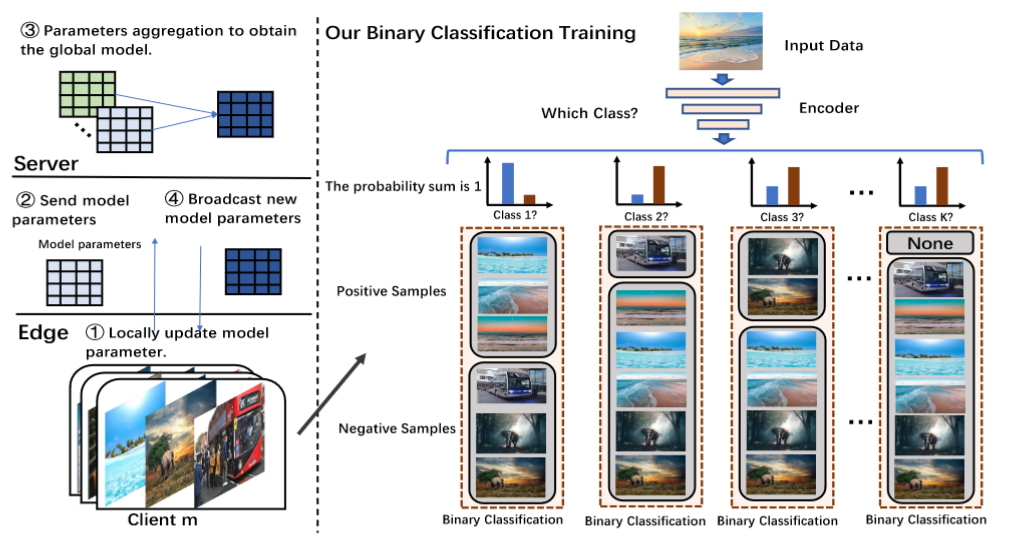 ③ Parameters aggregation to obtain
the global model.
Server
② Send model
parameters
④ Broadcast new
model parameters
Model parameters
Edge
① Locally update model
parameter.
Client m
Our Binary Classification Training
Input Data
Which Class?
Encoder
The probability sum is 1
Class 1?
Class 2?
Class 3?
...
Class K?
Positive Samples
None
...
Negative Samples
...
Binary Classification
Binary Classification
Binary Classification
Binary Classification